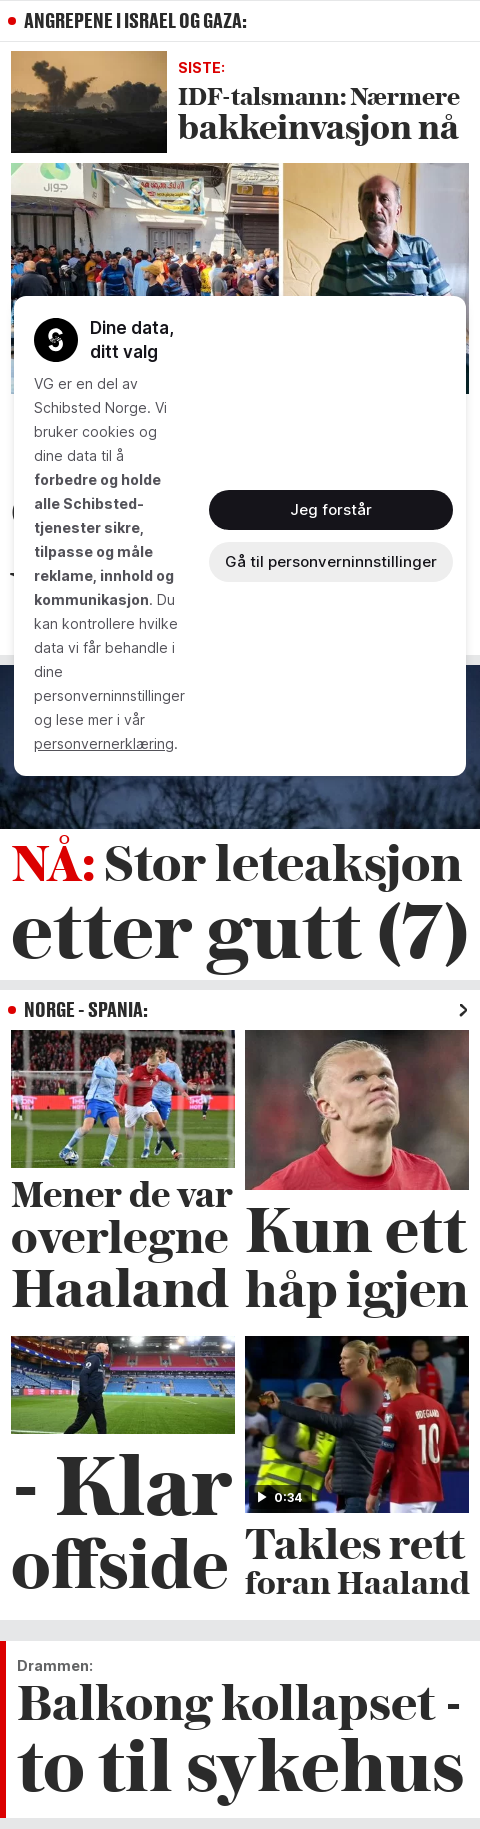 ANGREPENE I ISRAEL OG GAZA:
SISTE:
IDF-talsmann: Nærmere
bakkeinvasjon nå
جوال
Dine data,
ditt valg
VG er en del av
Schibsted Norge. Vi
bruker cookies og
dine data til å
forbedre og holde
alle Schibsted-
tjenester sikre,
tilpasse og måle
reklame, innhold og
kommunikasjon. Du
kan kontrollere hvilke
data vi får behandle i
dine
personverninnstillinger
og lese mer i vår
personvernerklæring.
Jeg forstår
Gå til personverninnstillinger
NÅ: Stor leteaksjon
etter gutt (7)
NORGE - SPANIA:
Mener de var
overlegne
Haaland
Kun ett
håp igjen
- Klar
offside
ØDEGAARD
10
0:34
Takles rett
foran Haaland
Drammen:
Balkong kollapset -
to til sykehus